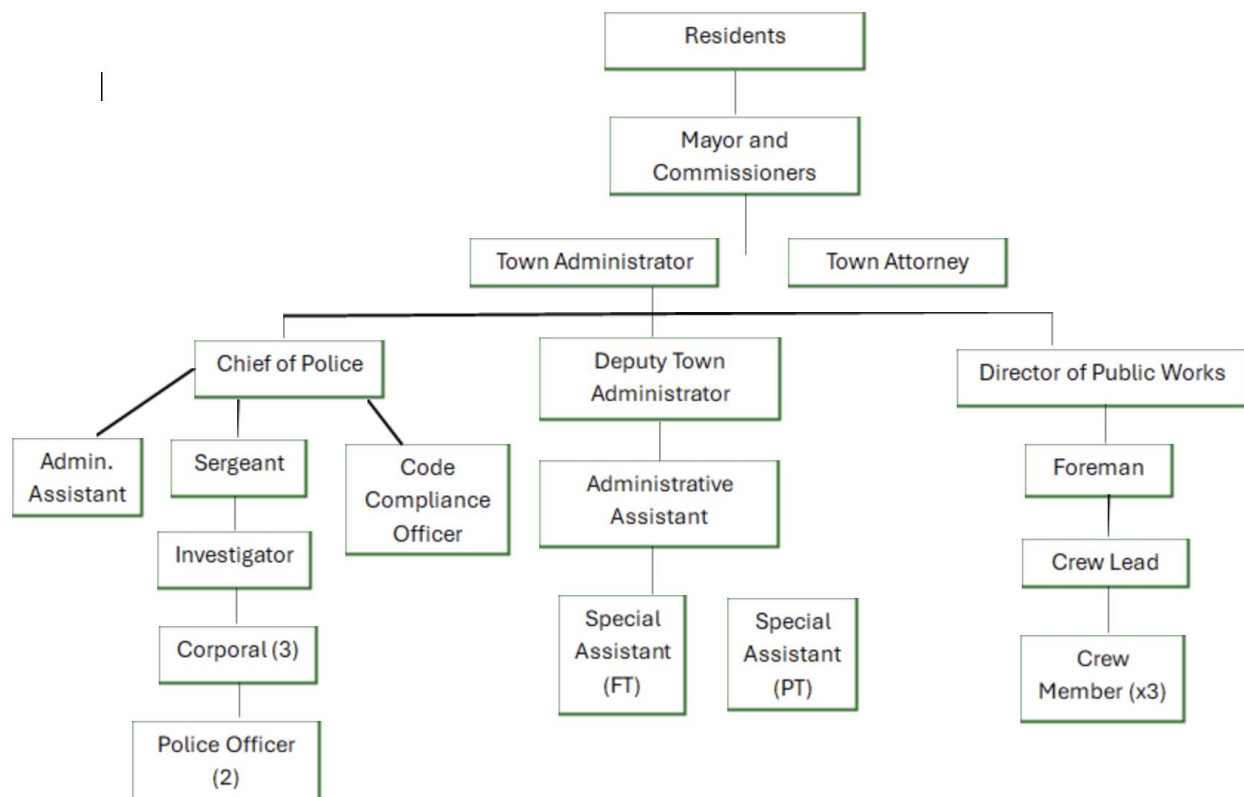 Residents
Mayor and
Commissioners
Town Administrator
Town Attorney
Chief of Police
Deputy Town
Administrator
Director of Public Works
Admin.
Assistant
Sergeant
Code
Compliance
Officer
Administrative
Assistant
Foreman
Investigator
Crew Lead
Corporal (3)
Special
Assistant
(FT)
Special
Assistant
(PT)
Crew
Member (x3)
Police Officer
(2)